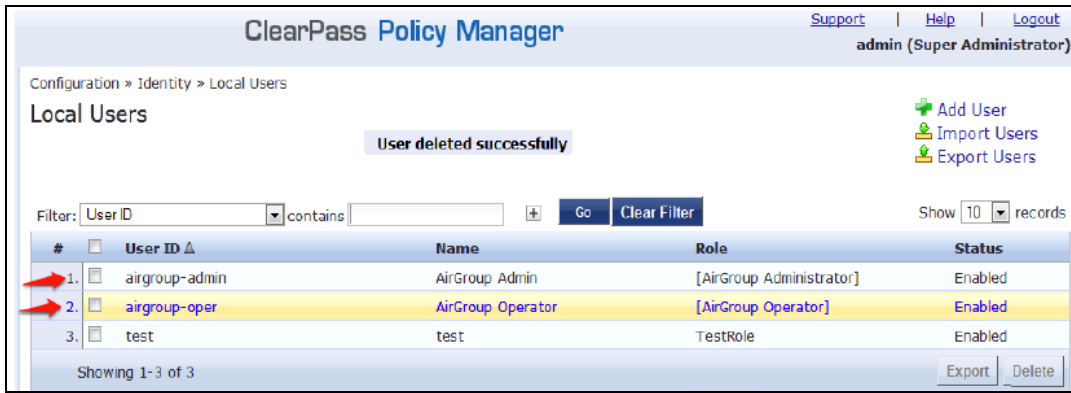 ClearPass Policy Manager
Support | Help | Logout
admin (Super Administrator)
Configuration » Identity » Local Users
Local Users
User deleted successfully
Add User
Import Users
Export Users
Filter: User ID contains + Go Clear Filter Show 10 records
# User ID Name Role Status
1. airgroup-admin AirGroup Admin [AirGroup Administrator] Enabled
2. airgroup-oper AirGroup Operator [AirGroup Operator] Enabled
3. test test TestRole Enabled
Showing 1-3 of 3 Export Delete